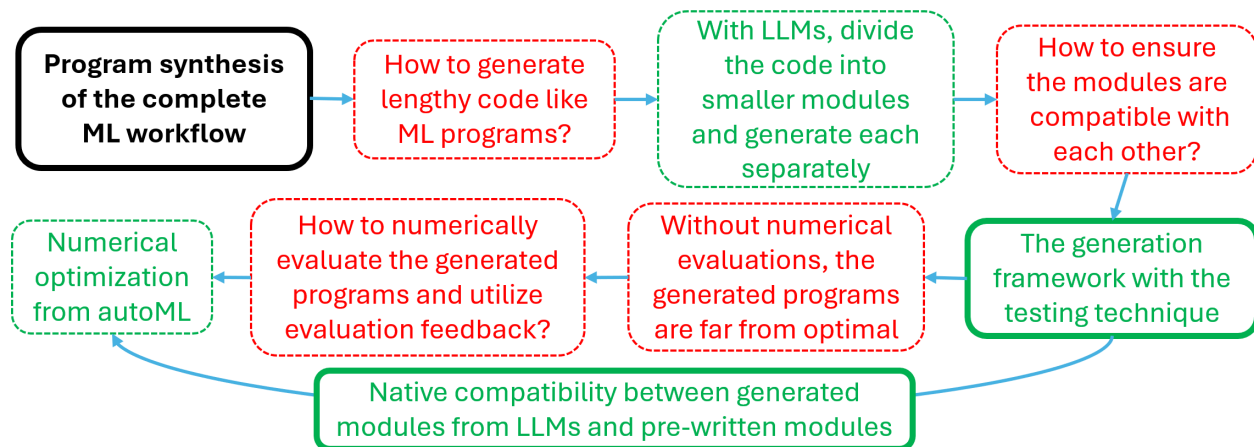 Program synthesis
of the complete
ML workflow
How to generate
lengthy code like
ML programs?
With LLMs, divide
the code into
smaller modules
and generate each
separately
How to ensure
the modules are
compatible with
each other?
The generation
framework with the
testing technique
Without numerical
evaluations, the
generated programs
are far from optimal
How to numerically
evaluate the generated
programs and utilize
evaluation feedback?
Numerical
optimization
from autoML
Native compatibility between generated
modules from LLMs and pre-written modules